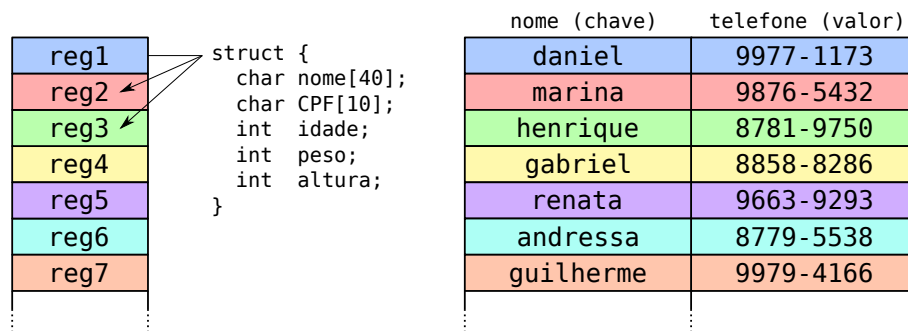 reg1
reg2
reg3
reg4
reg5
reg6
reg7
struct {
char nome[40];
char CPF[10];
int idade;
int peso;
int altura;
}
nome (chave) telefone (valor)
daniel 9977-1173
marina 9876-5432
henrique 8781-9750
gabriel 8858-8286
renata 9663-9293
andressa 8779-5538
guilherme 9979-4166